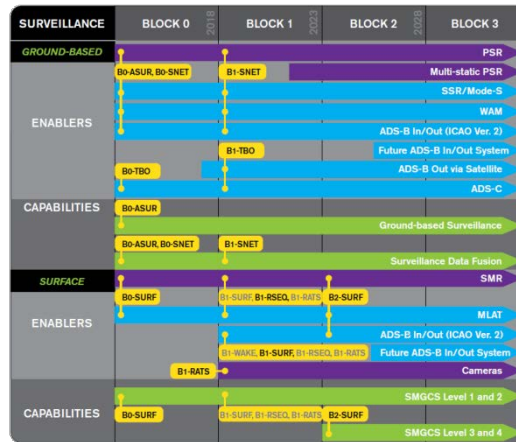 SURVEILLANCE BLOCK 0 2018 BLOCK 1 2023 BLOCK 2 2028 BLOCK 3
GROUND-BASED PSR
B0-ASUR, B0-SNET B1-SNET Multi-static PSR
SSR/Mode-S
ENABLERS WAM
ADS-B In/Out (ICAO Ver. 2)
B1-TBO Future ADS-B In/Out System
B0-TBO ADS-B Out via Satellite
ADS-C
CAPABILITIES B0-ASUR
Ground-based Surveillance
B0-ASUR, B0-SNET B1-SNET
Surveillance Data Fusion
SURFACE SMR
B0-SURF B1-SURF, B1-RSEQ, B1-RATS B2-SURF
ENABLERS MLAT
ADS-B In/Out (ICAO Ver. 2)
B1-WAKE, B1-SURF, B1-RSEQ, B1-RATS Future ADS-B In/Out System
B1-RATS Cameras
SMGCS Level 1 and 2
CAPABILITIES B0-SURF B1-SURF, B1-RSEQ, B1-RATS B2-SURF
SMGCS Level 3 and 4